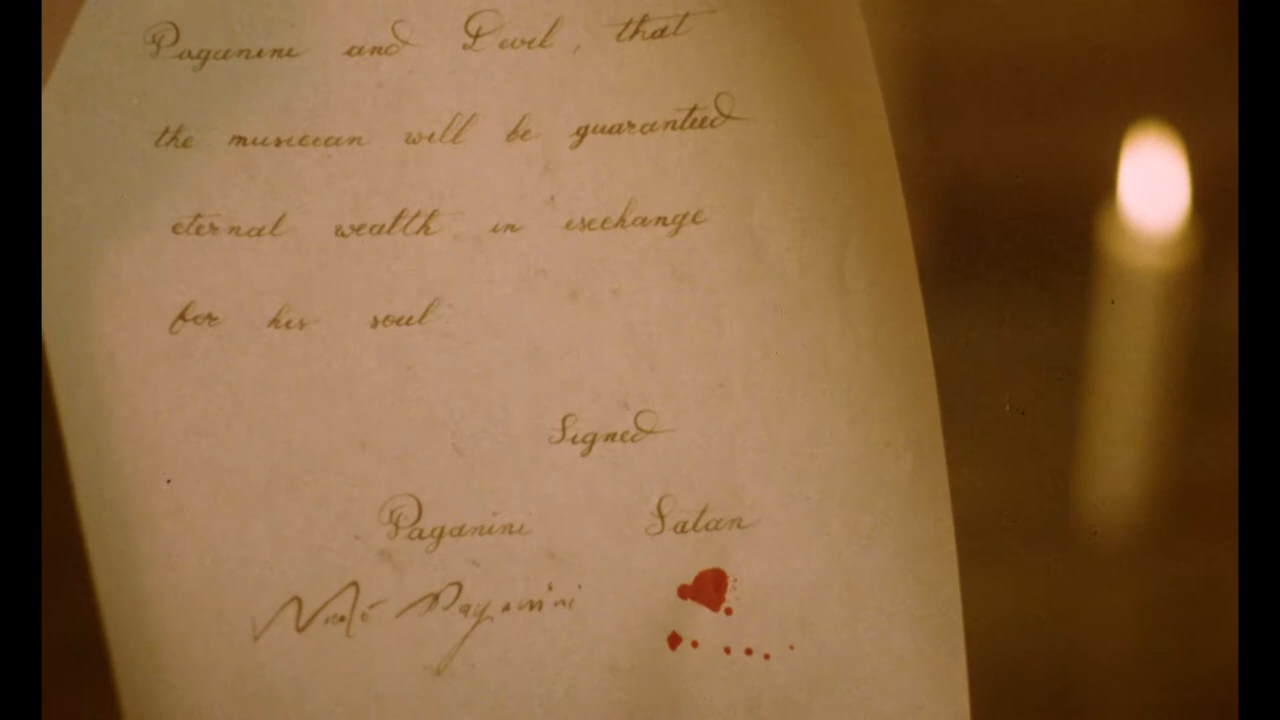 Paganini and Devil, that
the musician will be guaranteed
eternal wealth in exchange
for his soul
Signed
Paganini Satan
Nicolò Paganini